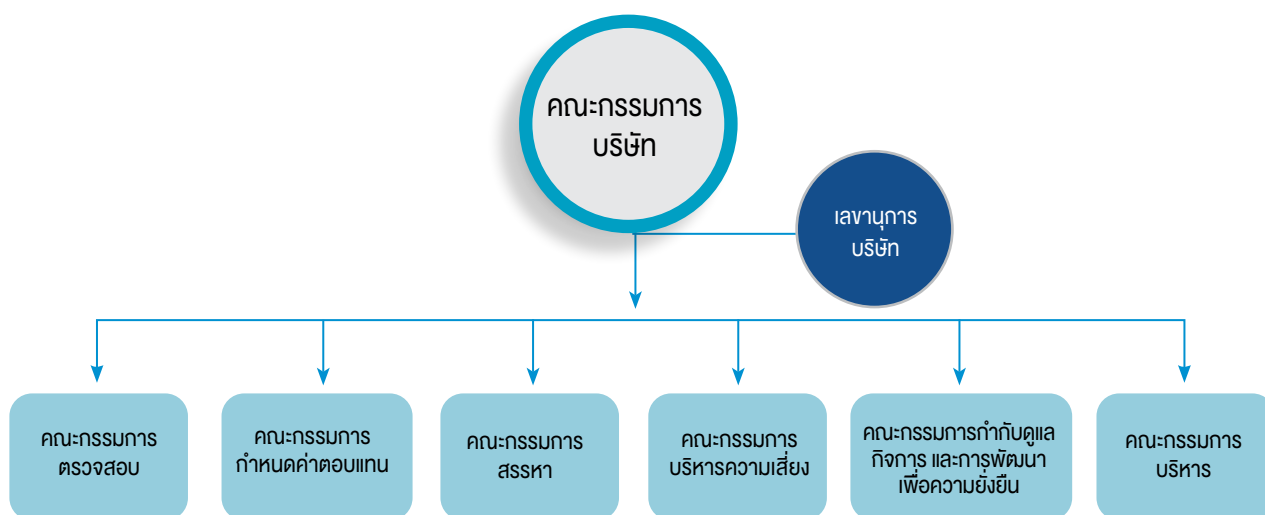 คณะกรรมการ
บริษัท
เลขานุการ
บริษัท
คณะกรรมการ
ตรวจสอบ
คณะกรรมการ
กำหนดค่าตอบแทน
คณะกรรมการ
สรรหา
คณะกรรมการ
บริหารความเสี่ยง
คณะกรรมการกำกับดูแล
กิจการ และการพัฒนา
เพื่อความยั่งยืน
คณะกรรมการ
บริหาร